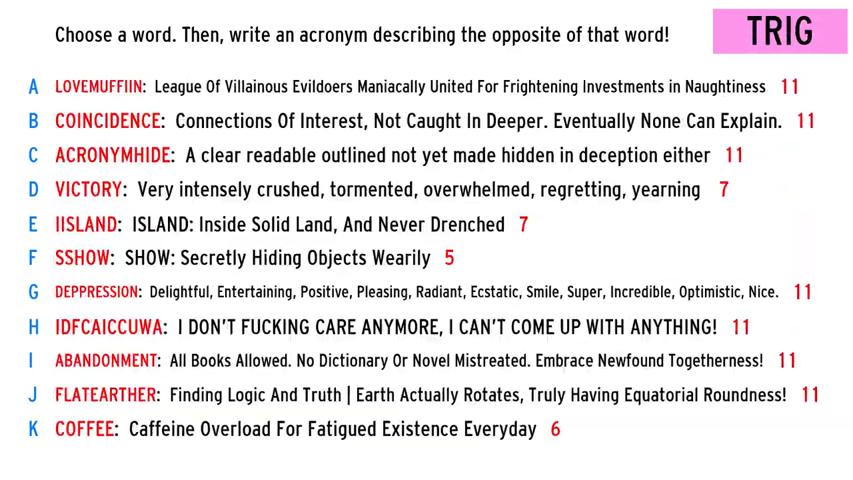 Choose a word. Then, write an acronym describing the opposite of that word!
TRIG
A LOVEMUFFIIN: League Of Villainous Evildoers Maniacally United For Frightening Investments in Naughtiness 11
B COINCIDENCE: Connections Of Interest, Not Caught In Deeper. Eventually None Can Explain. 11
C ACRONYMHIDE: A clear readable outlined not yet made hidden in deception either 11
D VICTORY: Very intensely crushed, tormented, overwhelmed, regretting, yearning 7
E IISLAND: ISLAND: Inside Solid Land, And Never Drenched 7
F SSHOW: SHOW: Secretly Hiding Objects Wearily 5
G DEPPRESSION: Delightful, Entertaining, Positive, Pleasing, Radiant, Ecstatic, Smile, Super, Incredible, Optimistic, Nice. 11
H IDFCAICCUWA: I DON'T FUCKING CARE ANYMORE, I CAN'T COME UP WITH ANYTHING! 11
I ABANDONMENT: All Books Allowed. No Dictionary Or Novel Mistreated. Embrace Newfound Togetherness! 11
J FLATEARTHER: Finding Logic And Truth | Earth Actually Rotates, Truly Having Equatorial Roundness! 11
K COFFEE: Caffeine Overload For Fatigued Existence Everyday 6